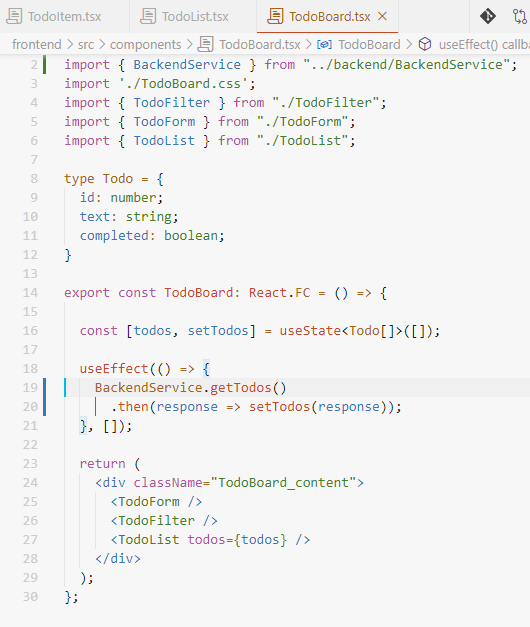 TodoItem.tsx TodoList.tsx TodoBoard.tsx ×
frontend > src > components > TodoBoard.tsx > TodoBoard > useEffect() callba
2 import { BackendService } from "../backend/BackendService";
3 import './TodoBoard.css';
4 import { TodoFilter } from "./TodoFilter";
5 import { TodoForm } from "./TodoForm";
6 import { TodoList } from "./TodoList";
7
8 type Todo = {
9 id: number;
10 text: string;
11 completed: boolean;
12 }
13
14 export const TodoBoard: React.FC = () => {
15
16 const [todos, setTodos] = useState<Todo[]>([]);
17
18 useEffect(() => {
19 BackendService.getTodos()
20 .then(response => setTodos(response));
21 }, []);
22
23 return (
24 <div className="TodoBoard_content">
25 <TodoForm />
26 <TodoFilter />
27 <TodoList todos={todos} />
28 </div>
29 );
30 };